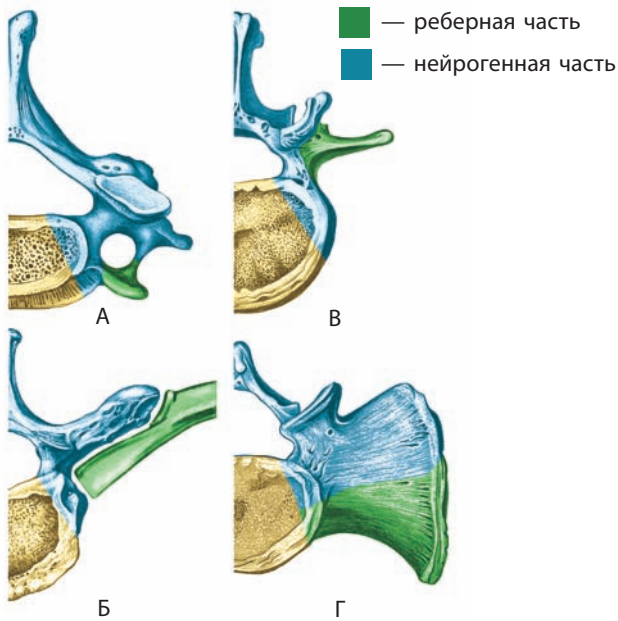 — реберная часть
— нейрогенная часть
А
В
Б
Г